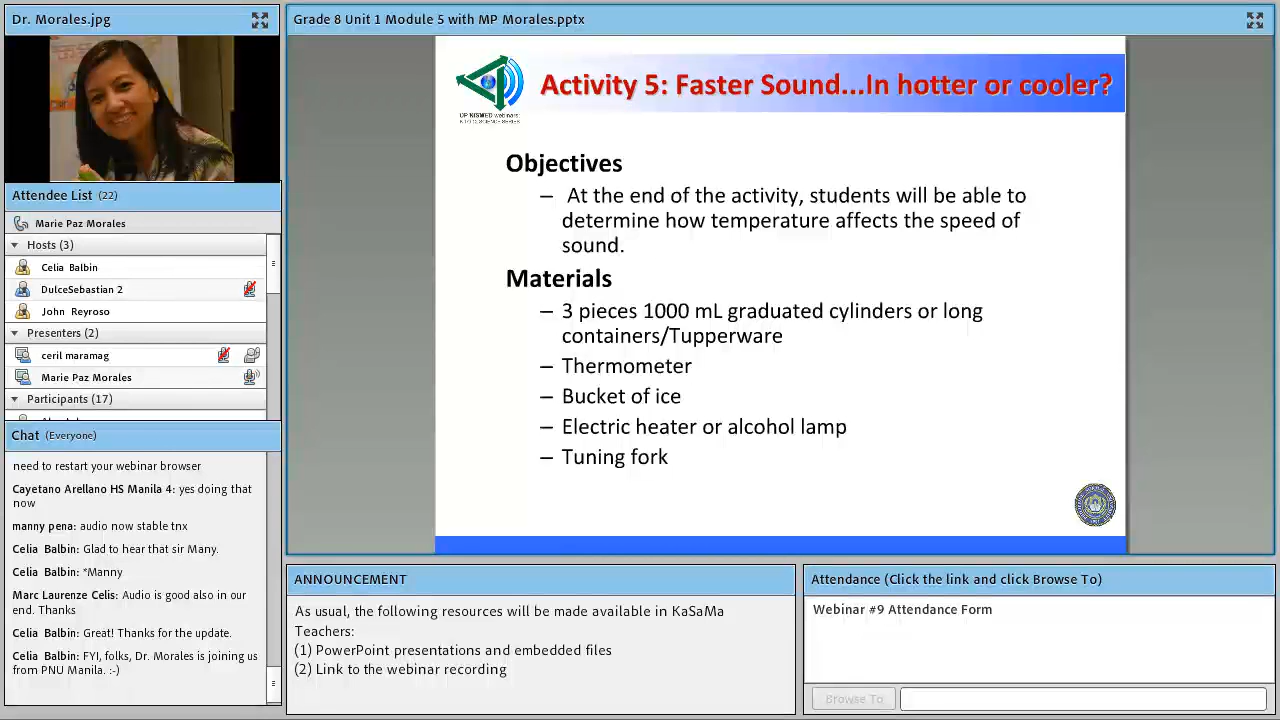 Dr. Morales.jpg
Attendee List (22)
Marie Paz Morales
Hosts (3)
Celia Balbin
DulceSebastian 2
John Reyroso
Presenters (2)
ceril maramag
Marie Paz Morales
Participants (17)
Chat (Everyone)
need to restart your webinar browser
Cayetano Arellano HS Manila 4: yes doing that
now
manny pena: audio now stable tnx
Celia Balbin: Glad to hear that sir Many.
Celia Balbin: *Manny
Marc Laurenze Celis: Audio is good also in our
end. Thanks
Celia Balbin: Great! Thanks for the update.
Celia Balbin: FYI, folks, Dr. Morales is joining us
from PNU Manila. :-)
Grade 8 Unit 1 Module 5 with MP Morales.pptx
UP NISMED webinars:
K TO 12 SCIENCE SERIES
Activity 5: Faster Sound...In hotter or cooler?
Objectives
– At the end of the activity, students will be able to
determine how temperature affects the speed of
sound.
Materials
– 3 pieces 1000 mL graduated cylinders or long
containers/Tupperware
– Thermometer
– Bucket of ice
– Electric heater or alcohol lamp
– Tuning fork
ANNOUNCEMENT
As usual, the following resources will be made available in KaSaMa
Teachers:
(1) PowerPoint presentations and embedded files
(2) Link to the webinar recording
Attendance (Click the link and click Browse To)
Webinar #9 Attendance Form
Browse To